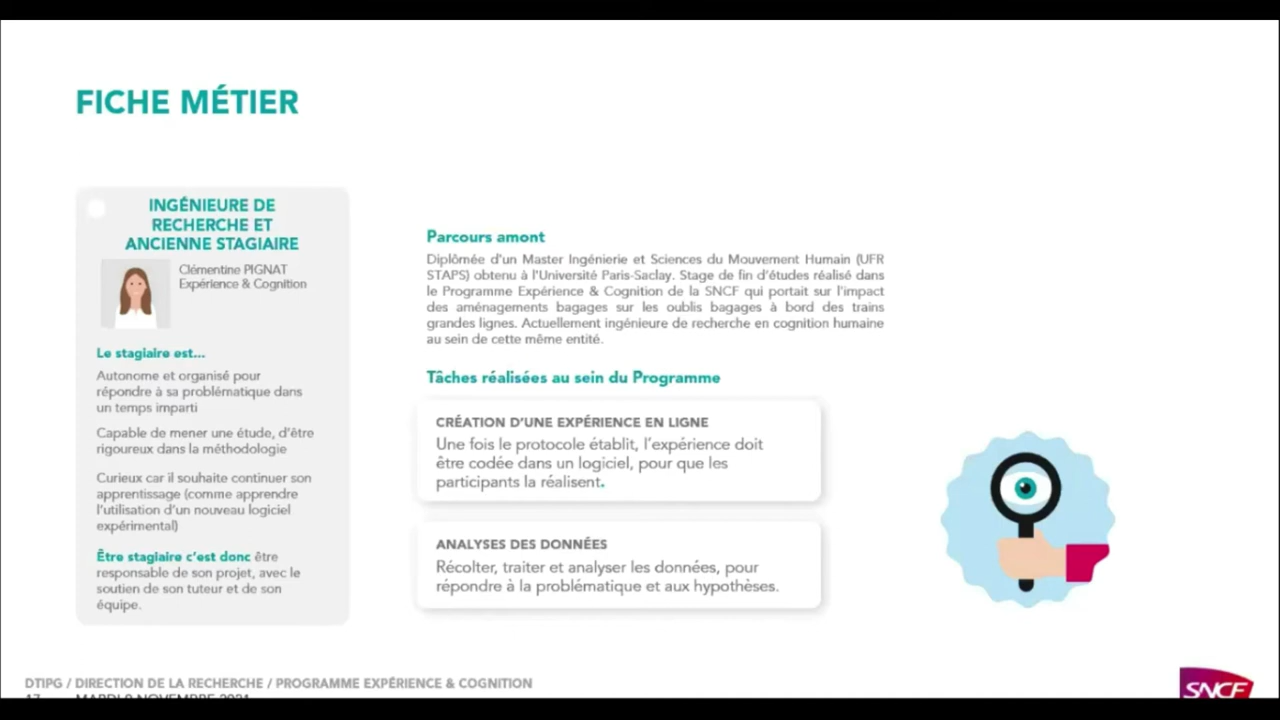 FICHE MÉTIER
INGÉNIEURE DE
RECHERCHE ET
ANCIENNE STAGIAIRE
Clémentine PIGNAT
Expérience & Cognition
Le stagiaire est...
Autonome et organisé pour
répondre à sa problématique dans
un temps imparti
Capable de mener une étude, d'être
rigoureux dans la méthodologie
Curieux car il souhaite continuer son
apprentissage (comme apprendre
l'utilisation d'un nouveau logiciel
expérimental)
Être stagiaire c'est donc être
responsable de son projet, avec le
soutien de son tuteur et de son
équipe.
Parcours amont
Diplômée d'un Master Ingénierie et Sciences du Mouvement Humain (UFR
STAPS) obtenu à l'Université Paris-Saclay. Stage de fin d'études réalisé dans
le Programme Expérience & Cognition de la SNCF qui portait sur l'impact
des aménagements bagages sur les oublis bagages à bord des trains
grandes lignes. Actuellement ingénieure de recherche en cognition humaine
au sein de cette même entité.
Tâches réalisées au sein du Programme
CRÉATION D'UNE EXPÉRIENCE EN LIGNE
Une fois le protocole établit, l'expérience doit
être codée dans un logiciel, pour que les
participants la réalisent.
ANALYSES DES DONNÉES
Récolter, traiter et analyser les données, pour
répondre à la problématique et aux hypothèses.
DTIPG / DIRECTION DE LA RECHERCHE / PROGRAMME EXPÉRIENCE & COGNITION
17 MARDI 9 NOVEMBRE 2021
SNCF